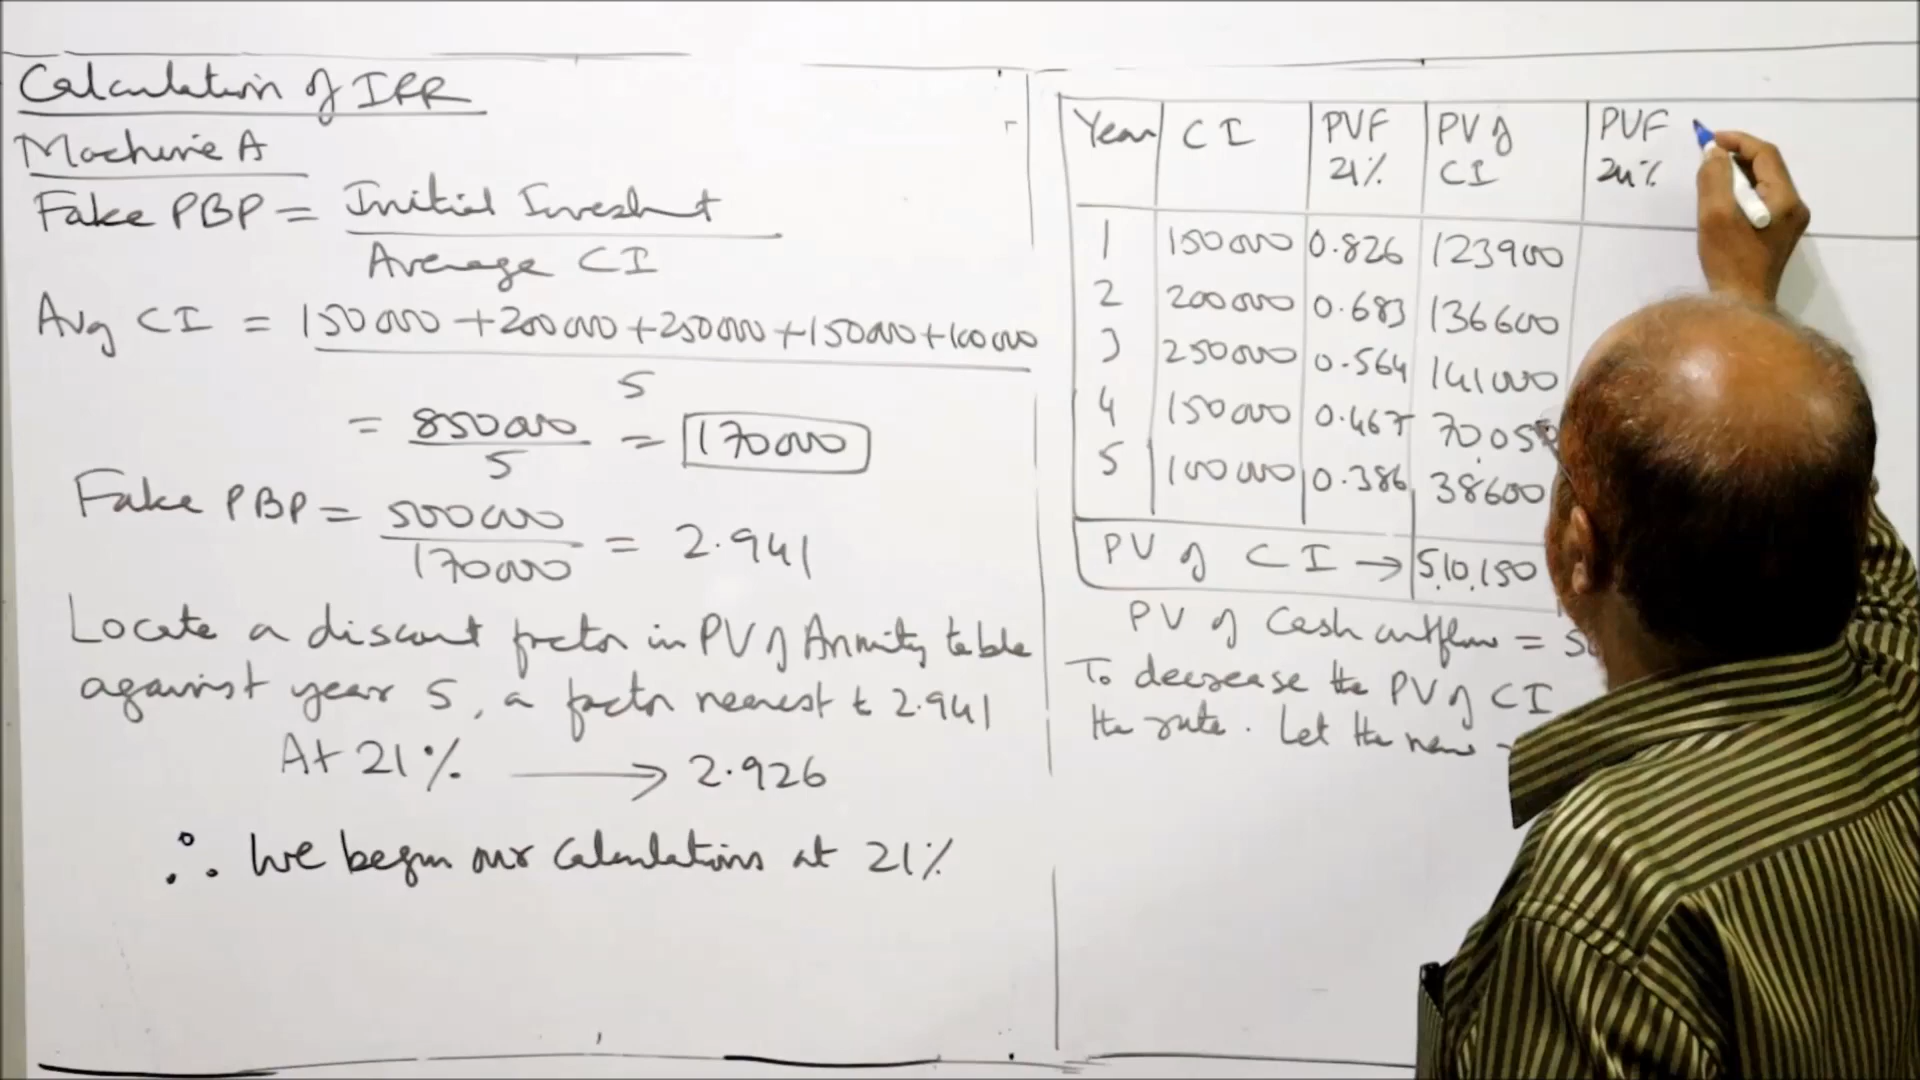 Calculation of IRR
Machine A
Fake PBP = Initial Investment
Average CI
Avg CI = 150000 + 200000 + 250000 + 150000 + 100000
5
= 850000 = 170000
5
Fake PBP = 500000 = 2.941
170000
Locate a discount factor in PV of Annuity table
against year 5, a factor nearest to 2.941
At 21% → 2.926
∴ We begin our Calculations at 21%
Year CI PVF 21% PV of CI PVF 24%
1 150000 0.826 123900
2 200000 0.683 136600
3 250000 0.564 141000
4 150000 0.467 70,05
5 100000 0.386 38600
PV of CI → 5,10,150
PV of Cash outflow =
To decrease the PV of CI
the rate. Let the new